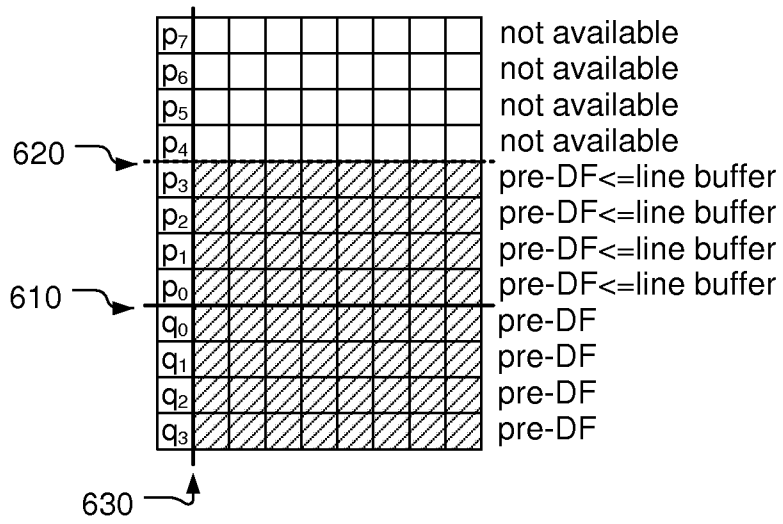 p7 not available
p6 not available
p5 not available
p4 not available
620
p3 pre-DF<=line buffer
p2 pre-DF<=line buffer
p1 pre-DF<=line buffer
p0 pre-DF<=line buffer
610
q0 pre-DF
q1 pre-DF
q2 pre-DF
q3 pre-DF
630